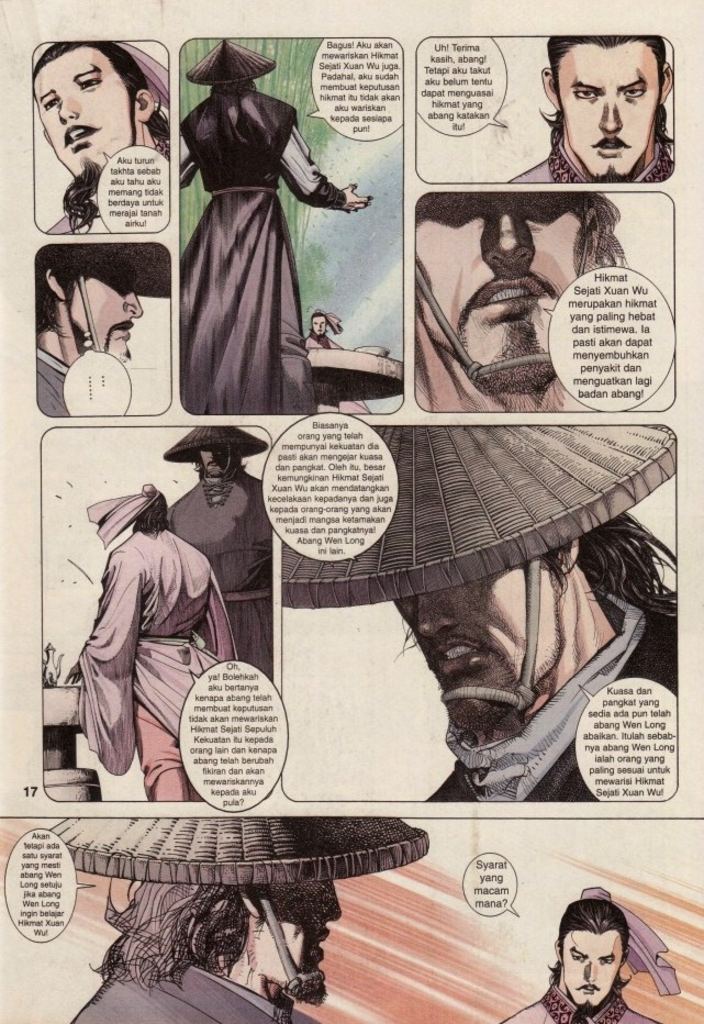 Aku turun
takhta sebab
aku tahu aku
memang tidak
berdaya untuk
merajai tanah
airku!
Bagus! Aku akan
mewariskan Hikmat
Sejati Xuan Wu juga.
Padahal, aku sudah
membuat keputusan
hikmat itu tidak akan
aku wariskan
kepada sesiapa
pun!
Uh! Terima
kasih, abang!
Tetapi aku takut
aku belum tentu
dapat menguasai
hikmat yang
abang katakan
itu!
....
....
Hikmat
Sejati Xuan Wu
merupakan hikmat
yang paling hebat
dan istimewa. Ia
pasti akan dapat
menyembuhkan
penyakit dan
menguatkan lagi
badan abang!
Biasanya
orang yang telah
mempunyai kekuatan dia
pasti akan mengejar kuasa
dan pangkat. Oleh itu, besar
kemungkinan Hikmat Sejati
Xuan Wu akan mendatangkan
kecelakaan kepadanya dan juga
kepada orang-orang yang akan
menjadi mangsa ketamakan
kuasa dan pangkatnya!
Abang Wen Long
ini lain.
Oh,
ya! Bolehkah
aku bertanya
kenapa abang telah
membuat keputusan
tidak akan mewariskan
Hikmat Sejati Sepuluh
Kekuatan itu kepada
orang lain dan kenapa
abang telah berubah
fikiran dan akan
mewariskannya
kepada aku
pula?
Kuasa dan
pangkat yang
sedia ada pun telah
abang Wen Long
abaikan. Itulah sebab-
nya abang Wen Long
ialah orang yang
paling sesuai untuk
mewarisi Hikmat
Sejati Xuan Wu!
17
Akan
tetapi ada
satu syarat
yang mesti
abang Wen
Long setuju
jika abang
Wen Long
ingin belajar
Hikmat Xuan
Wu!
Syarat
yang
macam
mana?